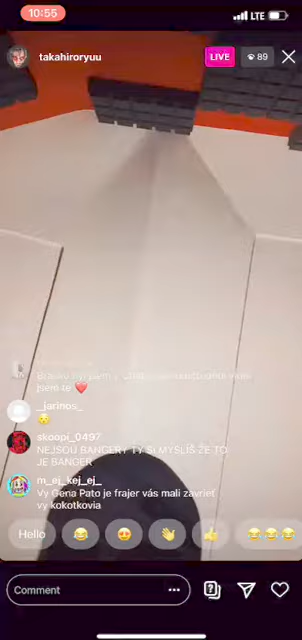 10:55
LTE
takahiroryuu
LIVE
89
jsem te ❤️
_jarinos_
😴
skoopi_0497
NEJSOU BANGERY TY SI MYSLÍŠ ŽE TO
JE BANGER
m_ej_kej_ej_
Vy Gena Pato je frajer vás mali zavrieť
vy kokotkovia
Hello 😂 😍 👋 👍 😂😂😂
Comment